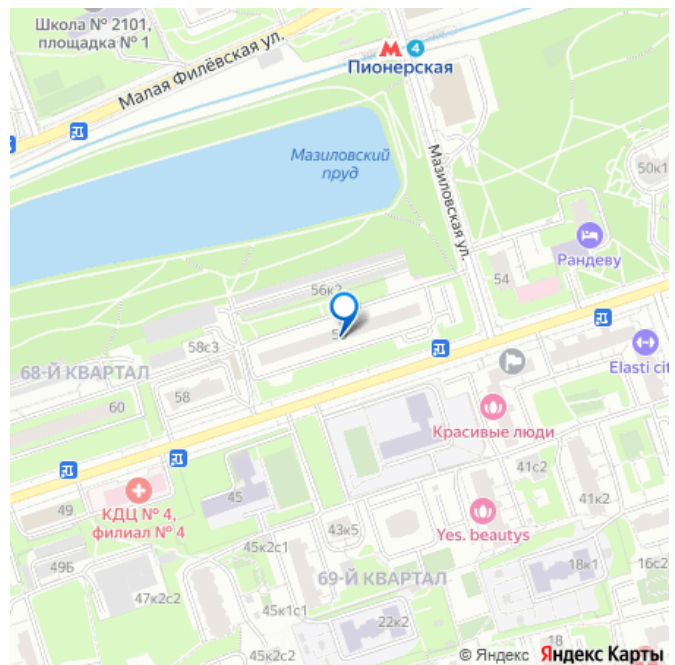 Школа № 2101,
площадка № 1
Малая Филёвская ул.
4
Пионерская
Мазиловский
пруд
Мазиловская ул.
50к1
Рандеву
54
56к2
58с3
68-Й КВАРТАЛ
58
60
Elasti cit
Красивые люди
41с2
45
КДЦ № 4,
филиал № 4
49
41к2
43к5
Yes. beautys
45к2с1
49Б
69-Й КВАРТАЛ
18к1
16с2
47к2с2
45к1с1
22к2
18
45к2с2
© Яндекс Яндекс Карты